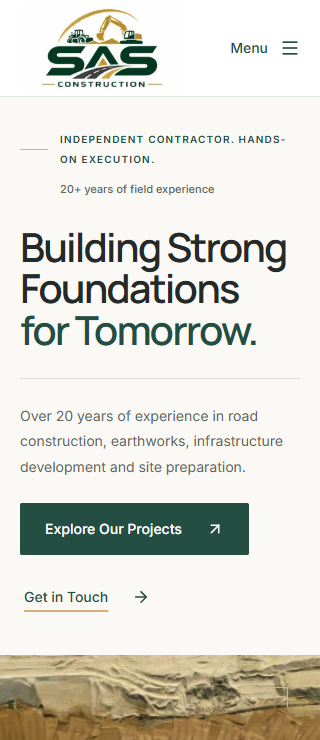 SAS
CONSTRUCTION
Menu
INDEPENDENT CONTRACTOR. HANDS-
ON EXECUTION.
20+ years of field experience
Building Strong
Foundations
for Tomorrow.
Over 20 years of experience in road
construction, earthworks, infrastructure
development and site preparation.
Explore Our Projects
Get in Touch